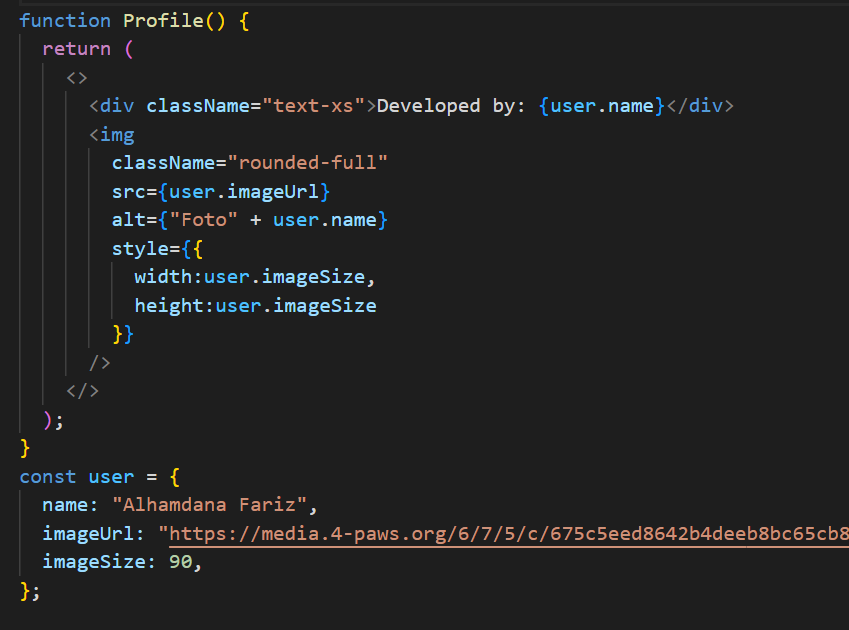 function Profile() {
  return (
    <>
      <div className="text-xs">Developed by: {user.name}</div>
      <img
        className="rounded-full"
        src={user.imageUrl}
        alt={"Foto" + user.name}
        style={{
          width:user.imageSize,
          height:user.imageSize
        }}
      />
    </>
  );
}
const user = {
  name: "Alhamdana Fariz",
  imageUrl: "https://media.4-paws.org/6/7/5/c/675c5eed8642b4deeb8bc65cb8
  imageSize: 90,
};